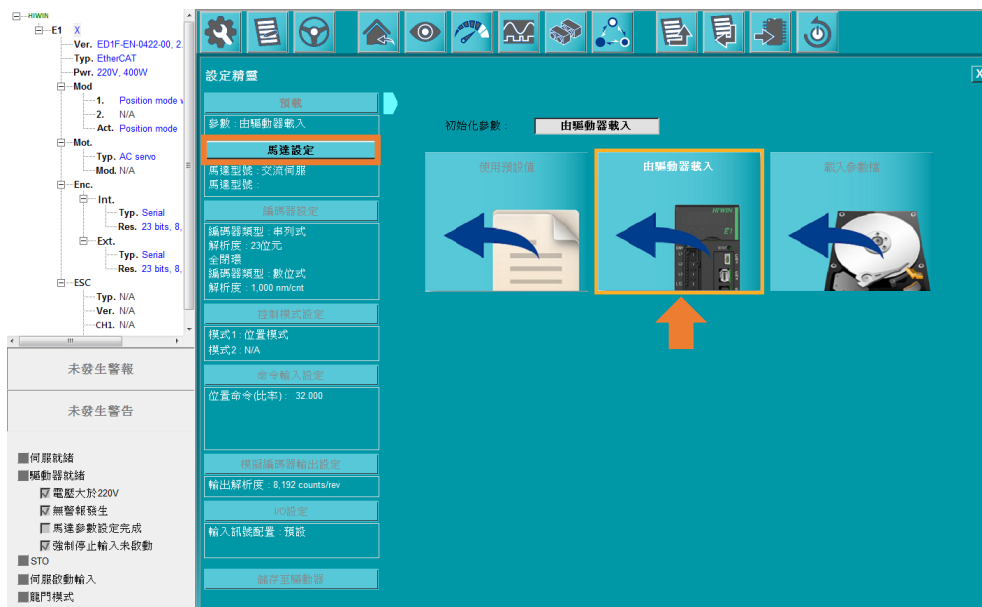 HIWIN
E1 X
Ver. ED1F-EN-0422-00, 2.
Typ. EtherCAT
Pwr. 220V, 400W
Mod
1. Position mode
2. N/A
Act. Position mode
Mot.
Typ. AC servo
Mod. N/A
Enc.
Int.
Typ. Serial
Res. 23 bits, 8,
Ext.
Typ. Serial
Res. 23 bits, 8,
ESC
Typ. N/A
Ver. N/A
CH1. N/A
未發生警報
未發生警告
伺服就緒
驅動器就緒
電壓大於220V
無警報發生
馬達參數設定完成
強制停止輸入未啟動
STO
伺服啟動輸入
龍門模式
設定精靈
X
預載
參數 : 由驅動器載入
馬達設定
馬達型號 : 交流伺服
馬達型號 :
編碼器設定
編碼器類型 : 串列式
解析度 : 23位元
全閉環
編碼器類型 : 數位式
解析度 : 1,000 nm/cnt
控制模式設定
模式1 : 位置模式
模式2 : N/A
命令輸入設定
位置命令(比率) : 32.000
模擬編碼器輸出設定
輸出解析度 : 8,192 counts/rev
I/O設定
輸入訊號配置 : 預設
儲存至驅動器
初始化參數 :
由驅動器載入
使用預設值
由驅動器載入
載入參數檔
HIWIN
E1